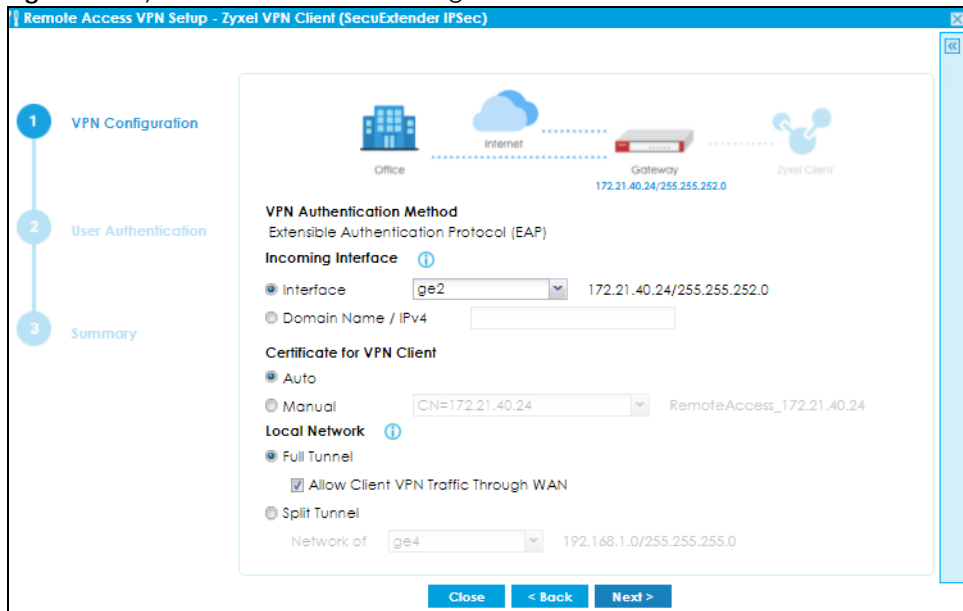 Remote Access VPN Setup - Zyxel VPN Client (SecuExtender IPSec)
1 VPN Configuration
2 User Authentication
3 Summary
Internet
Office
Gateway
Zyxel Client
172.21.40.24/255.255.252.0
VPN Authentication Method
Extensible Authentication Protocol (EAP)
Incoming Interface
Interface ge2 172.21.40.24/255.255.252.0
Domain Name / IPv4
Certificate for VPN Client
Auto
Manual CN=172.21.40.24 RemoteAccess_172.21.40.24
Local Network
Full Tunnel
Allow Client VPN Traffic Through WAN
Split Tunnel
Network of ge4 192.168.1.0/255.255.255.0
Close < Back Next >